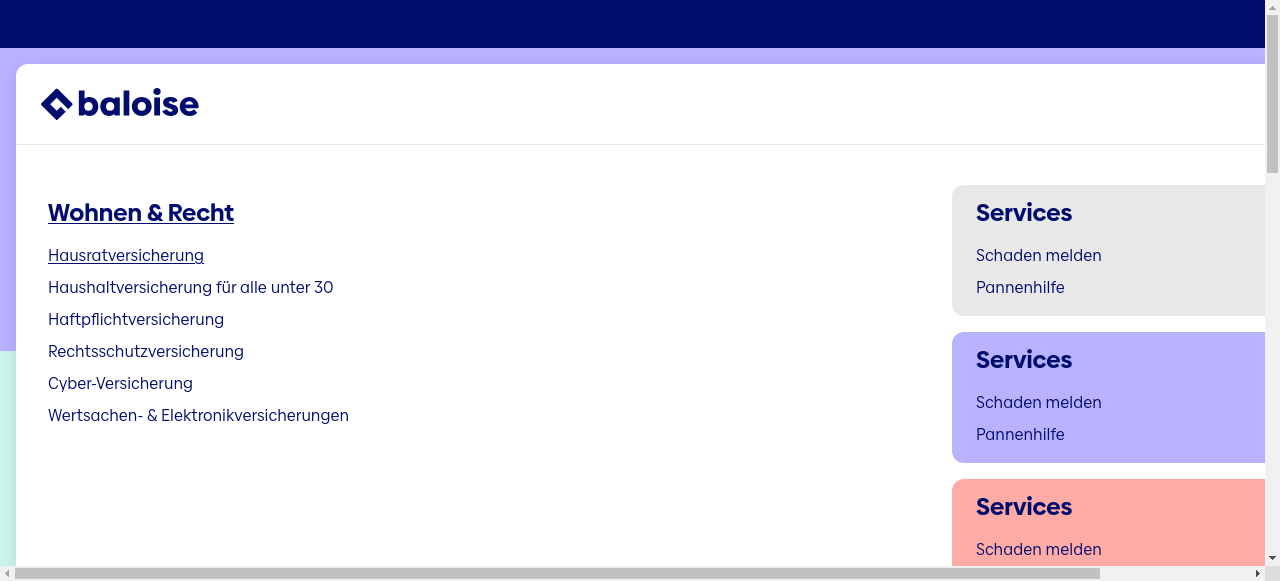 baloise
Wohnen & Recht
Hausratversicherung
Haushaltversicherung für alle unter 30
Haftpflichtversicherung
Rechtsschutzversicherung
Cyber-Versicherung
Wertsachen- & Elektronikversicherungen
Services
Schaden melden
Pannenhilfe
Services
Schaden melden
Pannenhilfe
Services
Schaden melden